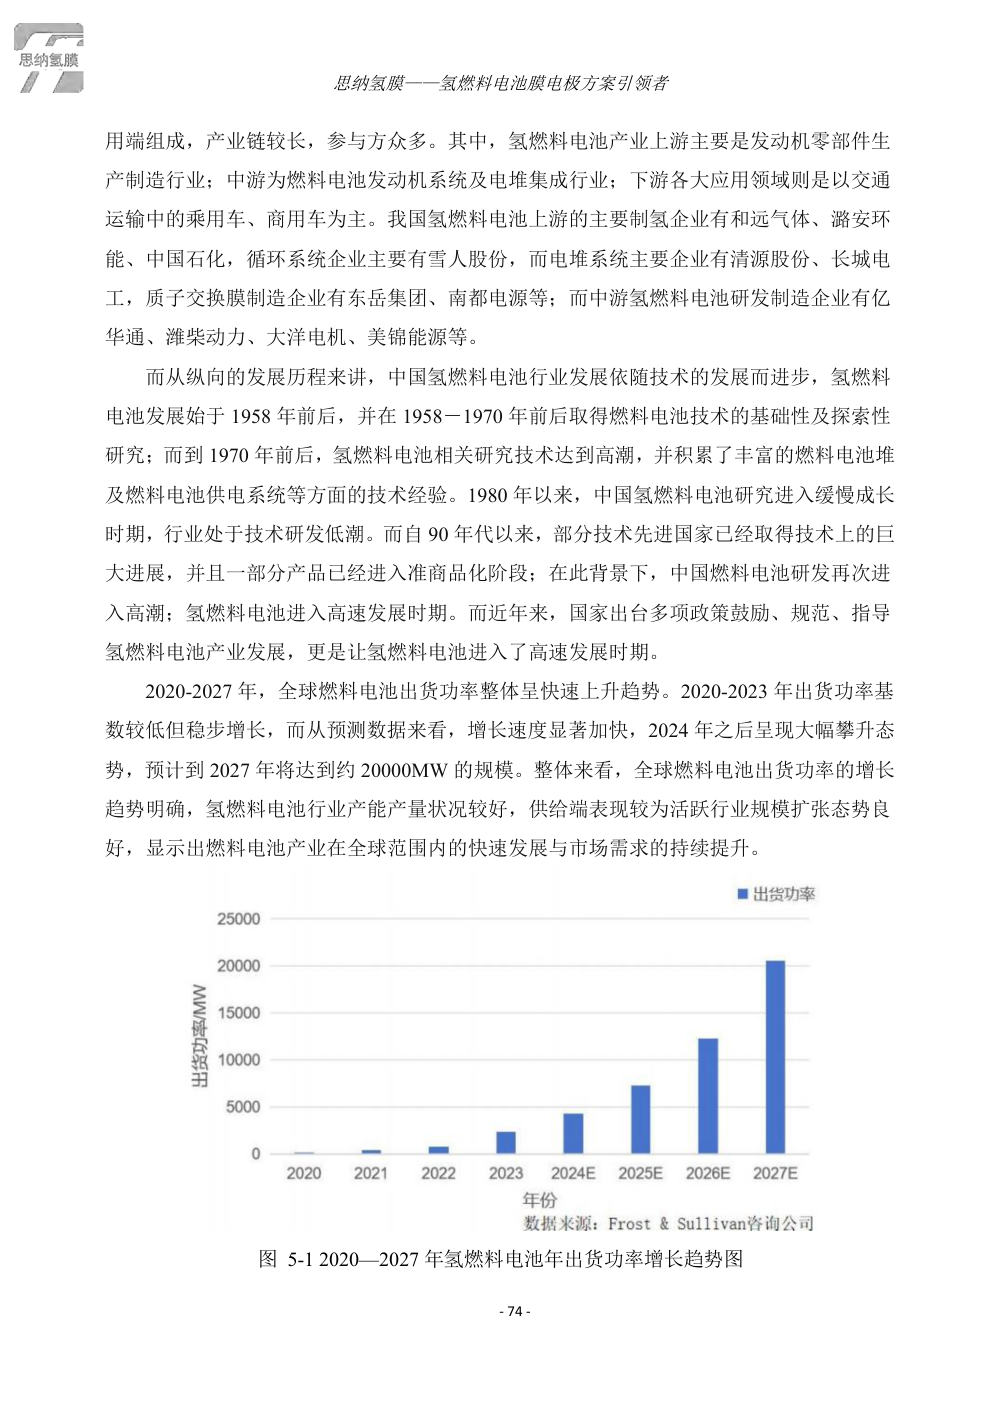 思纳氢膜
思纳氢膜——氢燃料电池膜电极方案引领者
用端组成，产业链较长，参与方众多。其中，氢燃料电池产业上游主要是发动机零部件生
产制造行业；中游为燃料电池发动机系统及电堆集成行业；下游各大应用领域则是以交通
运输中的乘用车、商用车为主。我国氢燃料电池上游的主要制氢企业有和远气体、潞安环
能、中国石化，循环系统企业主要有雪人股份，而电堆系统主要企业有清源股份、长城电
工，质子交换膜制造企业有东岳集团、南都电源等；而中游氢燃料电池研发制造企业有亿
华通、潍柴动力、大洋电机、美锦能源等。
而从纵向的发展历程来讲，中国氢燃料电池行业发展依随技术的发展而进步，氢燃料
电池发展始于 1958 年前后，并在 1958－1970 年前后取得燃料电池技术的基础性及探索性
研究；而到 1970 年前后，氢燃料电池相关研究技术达到高潮，并积累了丰富的燃料电池堆
及燃料电池供电系统等方面的技术经验。1980 年以来，中国氢燃料电池研究进入缓慢成长
时期，行业处于技术研发低潮。而自 90 年代以来，部分技术先进国家已经取得技术上的巨
大进展，并且一部分产品已经进入准商品化阶段；在此背景下，中国燃料电池研发再次进
入高潮；氢燃料电池进入高速发展时期。而近年来，国家出台多项政策鼓励、规范、指导
氢燃料电池产业发展，更是让氢燃料电池进入了高速发展时期。
2020-2027 年，全球燃料电池出货功率整体呈快速上升趋势。2020-2023 年出货功率基
数较低但稳步增长，而从预测数据来看，增长速度显著加快，2024 年之后呈现大幅攀升态
势，预计到 2027 年将达到约 20000MW 的规模。整体来看，全球燃料电池出货功率的增长
趋势明确，氢燃料电池行业产能产量状况较好，供给端表现较为活跃行业规模扩张态势良
好，显示出燃料电池产业在全球范围内的快速发展与市场需求的持续提升。
出货功率
25000
20000
15000
10000
5000
0
出货功率/MW
2020 2021 2022 2023 2024E 2025E 2026E 2027E
年份
数据来源：Frost & Sullivan咨询公司
图 5-1 2020—2027 年氢燃料电池年出货功率增长趋势图
- 74 -